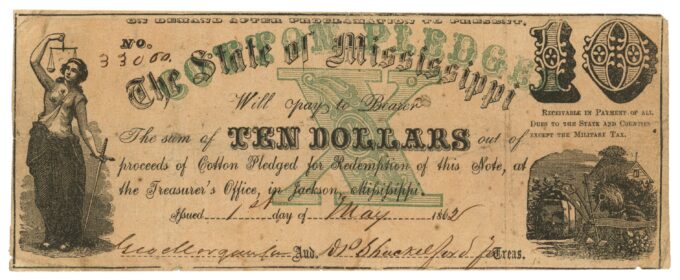 ON DEMAND AFTER PROCLAMATION TO PRESENT,
No.
33000.
COTTON PLEDGE
The State of Mississippi
10
X
Will pay to Bearer
RECEIVABLE IN PAYMENT OF ALL
DUES TO THE STATE AND COUNTIES
EXCEPT THE MILITARY TAX.
The sum of TEN DOLLARS out of
proceeds of Cotton Pledged for Redemption of this Note, at
the Treasurer's Office, in Jackson, Mississippi
Issued 1st day of May 1862
Aud. Treas.